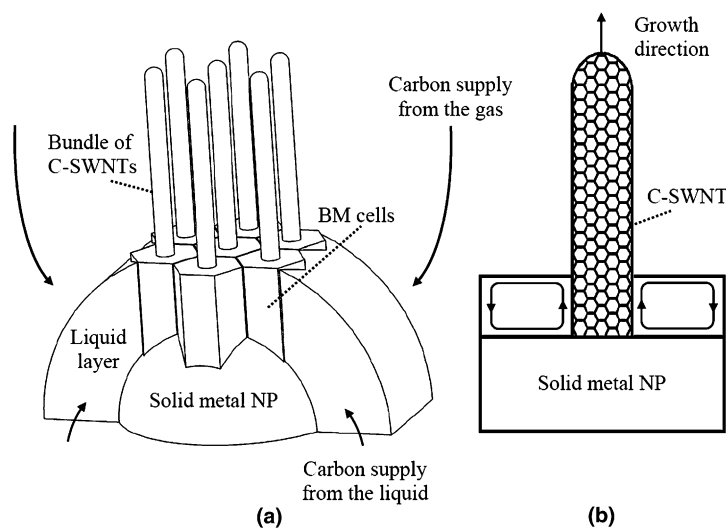 Carbon supply
from the gas
Bundle of
C-SWNTs
BM cells
Liquid
layer
Solid metal NP
Carbon supply
from the liquid
(a)
Growth
direction
C-SWNT
Solid metal NP
(b)